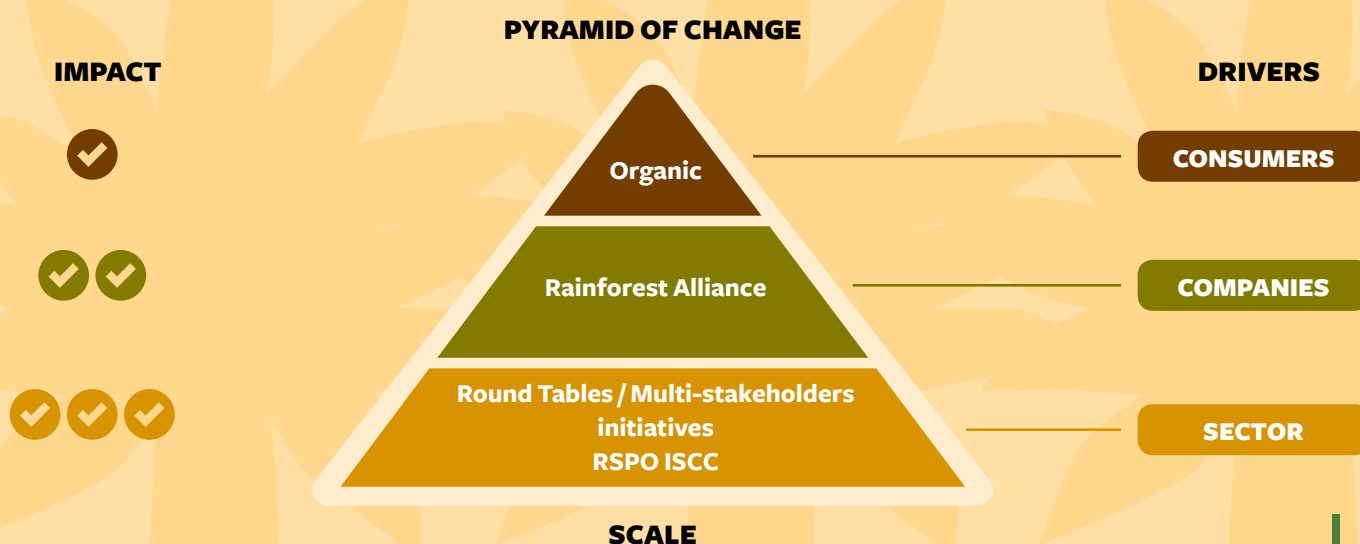 PYRAMID OF CHANGE
IMPACT
DRIVERS
Organic
CONSUMERS
Rainforest Alliance
COMPANIES
Round Tables / Multi-stakeholders
initiatives
RSPO ISCC
SECTOR
SCALE